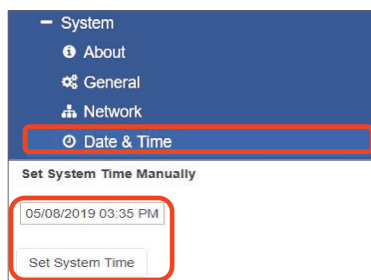 System
About
General
Network
Date & Time
Set System Time Manually
05/08/2019 03:35 PM
Set System Time